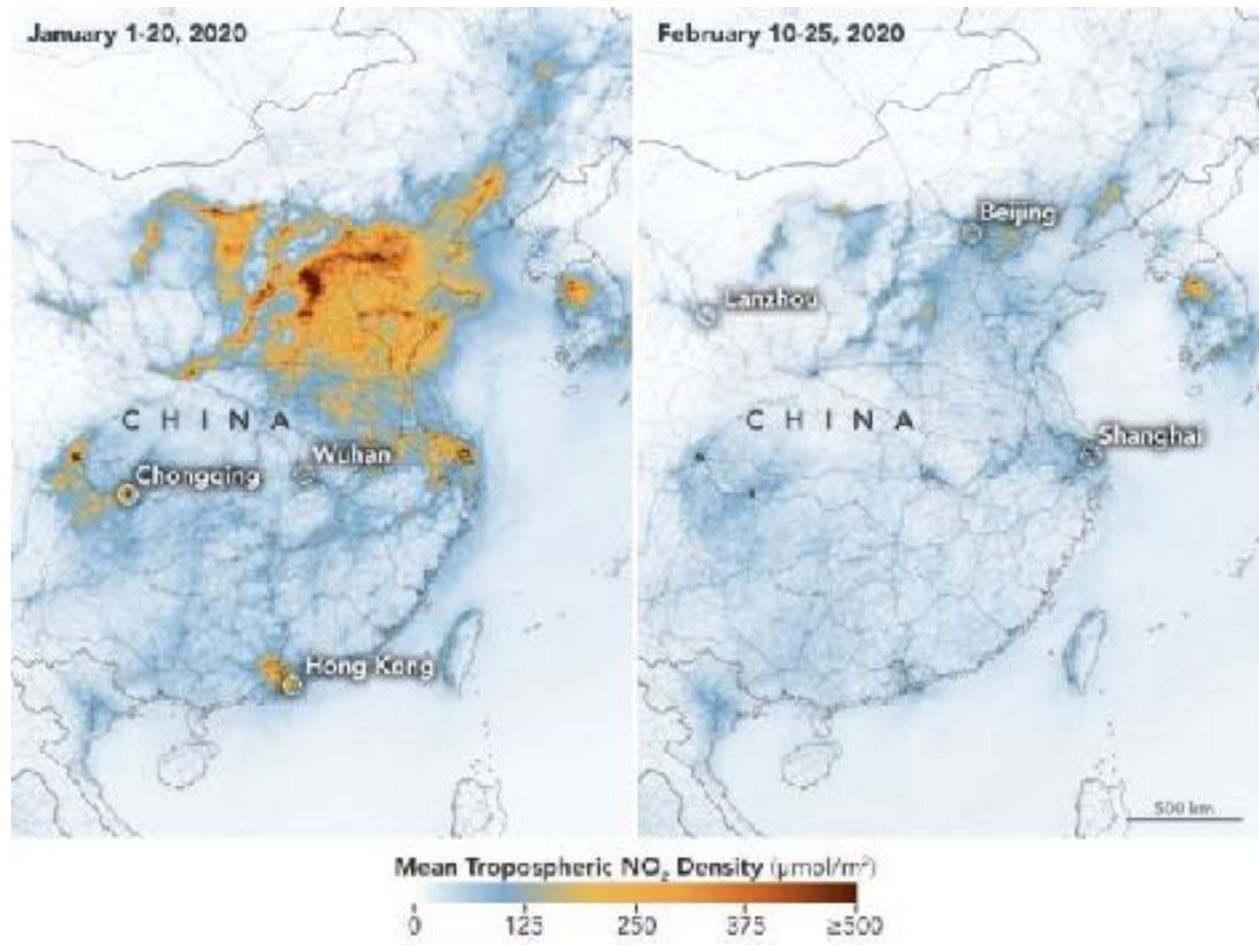 January 1-20, 2020
CHINA
Wuhan
Chongqing
Hong Kong
February 10-25, 2020
Beijing
Lanzhou
CHINA
Shanghai
500 km
Mean Tropospheric NO₂ Density (µmol/m²)
0 125 250 375 ≥500